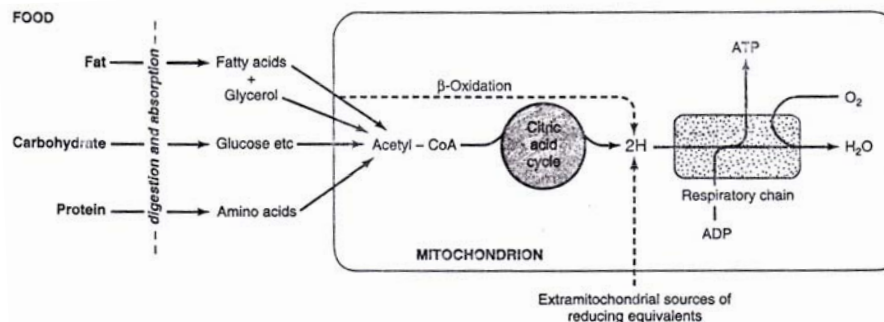 FOOD
Fat
digestion and absorption
Fatty acids
+
Glycerol
β-Oxidation
ATP
O2
Carbohydrate
Glucose etc
Acetyl – CoA
Citric
acid
cycle
2H
H2O
Respiratory chain
Protein
Amino acids
ADP
MITOCHONDRION
Extramitochondrial sources of
reducing equivalents